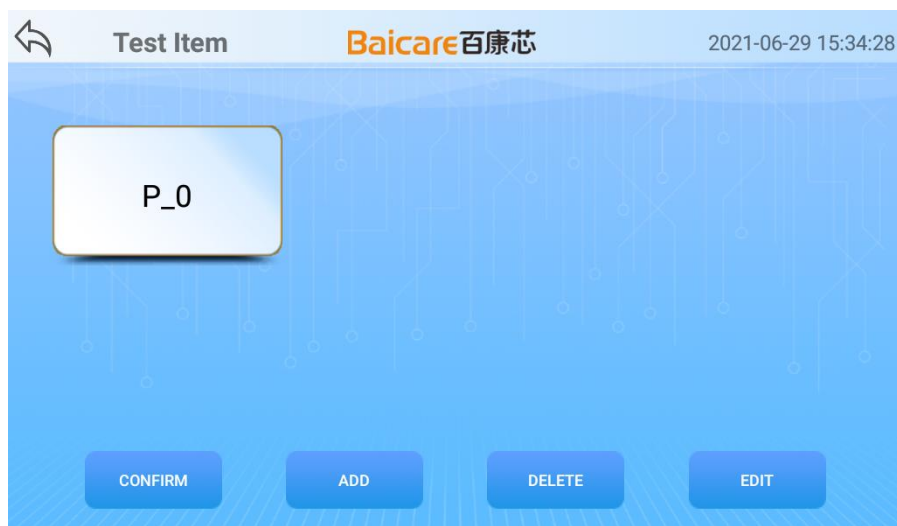 Test Item Baicare百康芯 2021-06-29 15:34:28
P_0
CONFIRM ADD DELETE EDIT